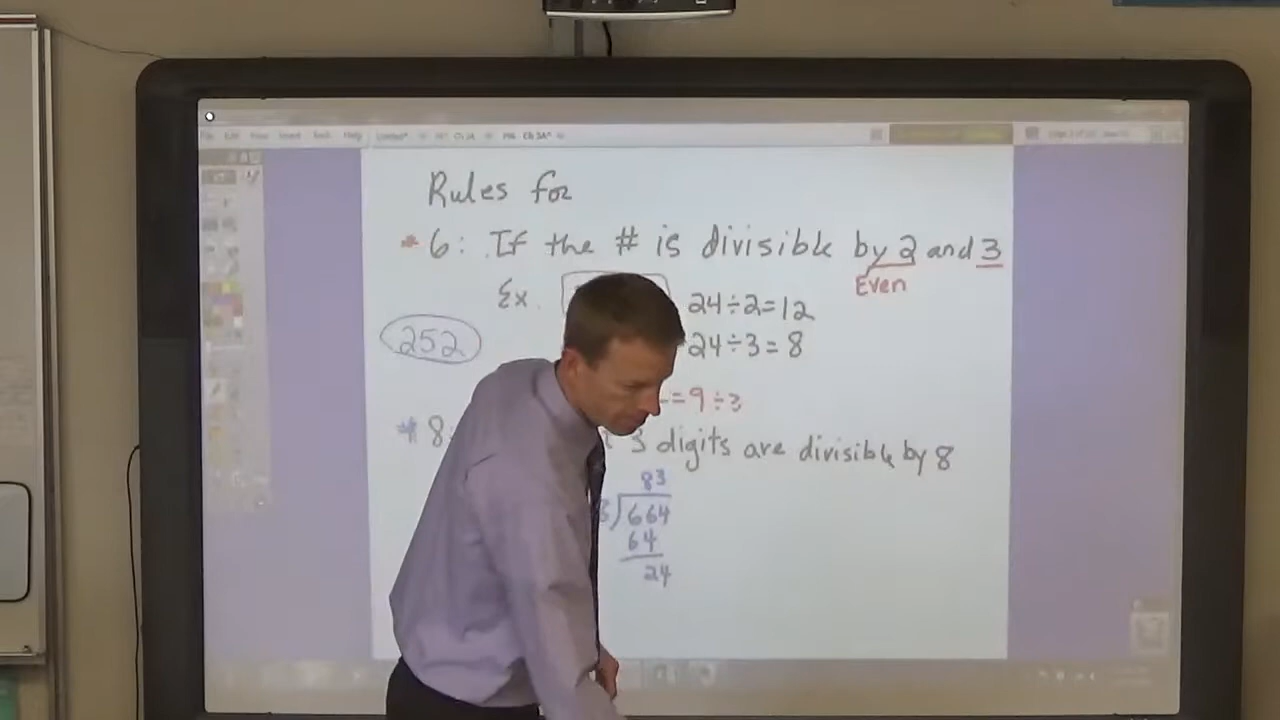 Rules for
* 6: If the # is divisible by 2 and 3
Even
Ex. 24÷2=12
252
24÷3=8
=9÷3
* 8: 3 digits are divisible by 8
83
664
64
24